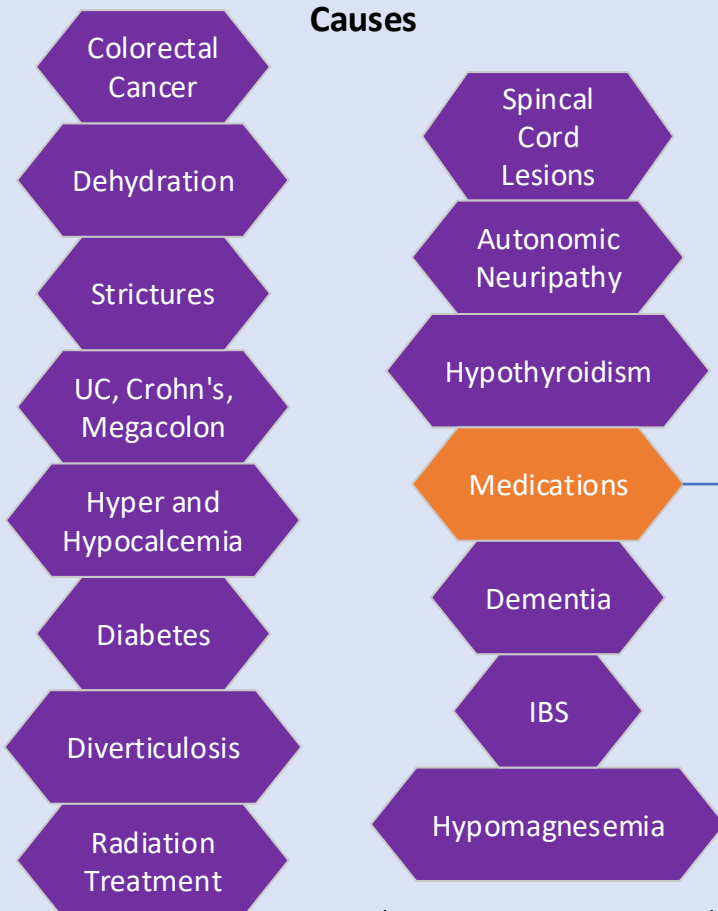 Causes
Colorectal
Cancer
Dehydration
Strictures
UC, Crohn's,
Megacolon
Hyper and
Hypocalcemia
Diabetes
Diverticulosis
Radiation
Treatment
Spincal
Cord
Lesions
Autonomic
Neuripathy
Hypothyroidism
Medications
Dementia
IBS
Hypomagnesemia